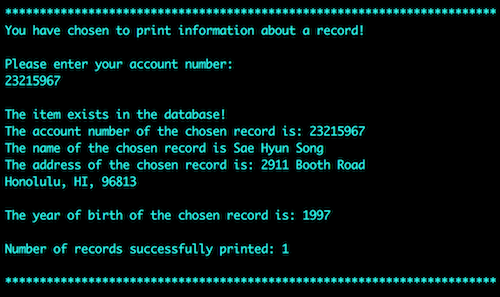 **********************************************************************
You have chosen to print information about a record!
Please enter your account number:
23215967
The item exists in the database!
The account number of the chosen record is: 23215967
The name of the chosen record is Sae Hyun Song
The address of the chosen record is: 2911 Booth Road
Honolulu, HI, 96813
The year of birth of the chosen record is: 1997
Number of records successfully printed: 1
**********************************************************************